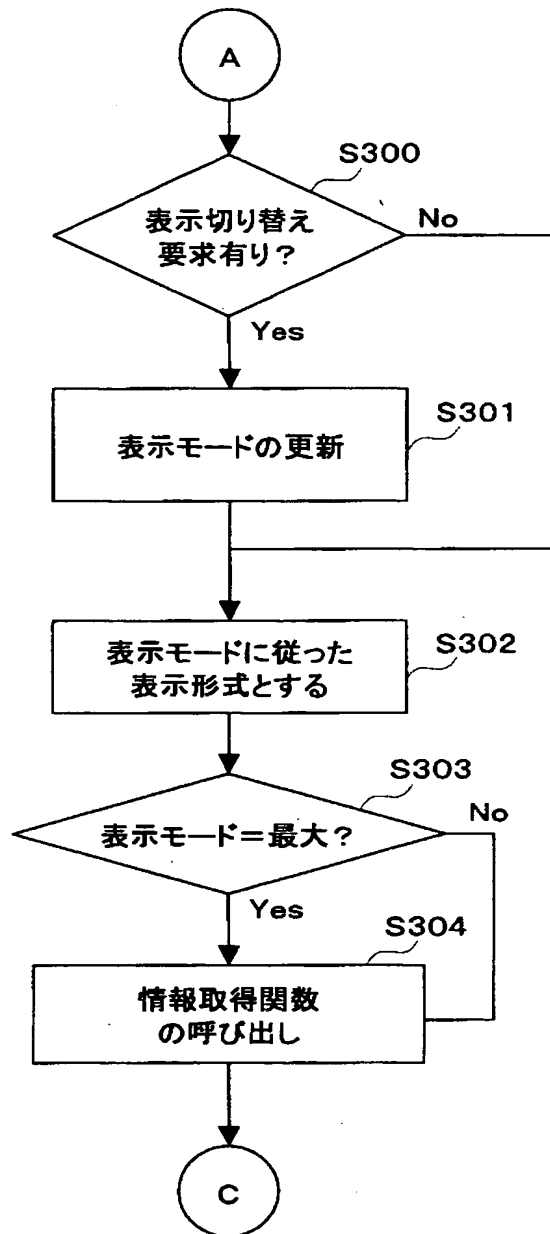 A
S300
表示切り替え
要求有り？
No
Yes
S301
表示モードの更新
S302
表示モードに従った
表示形式とする
S303
表示モード＝最大？
No
Yes
S304
情報取得関数
の呼び出し
C